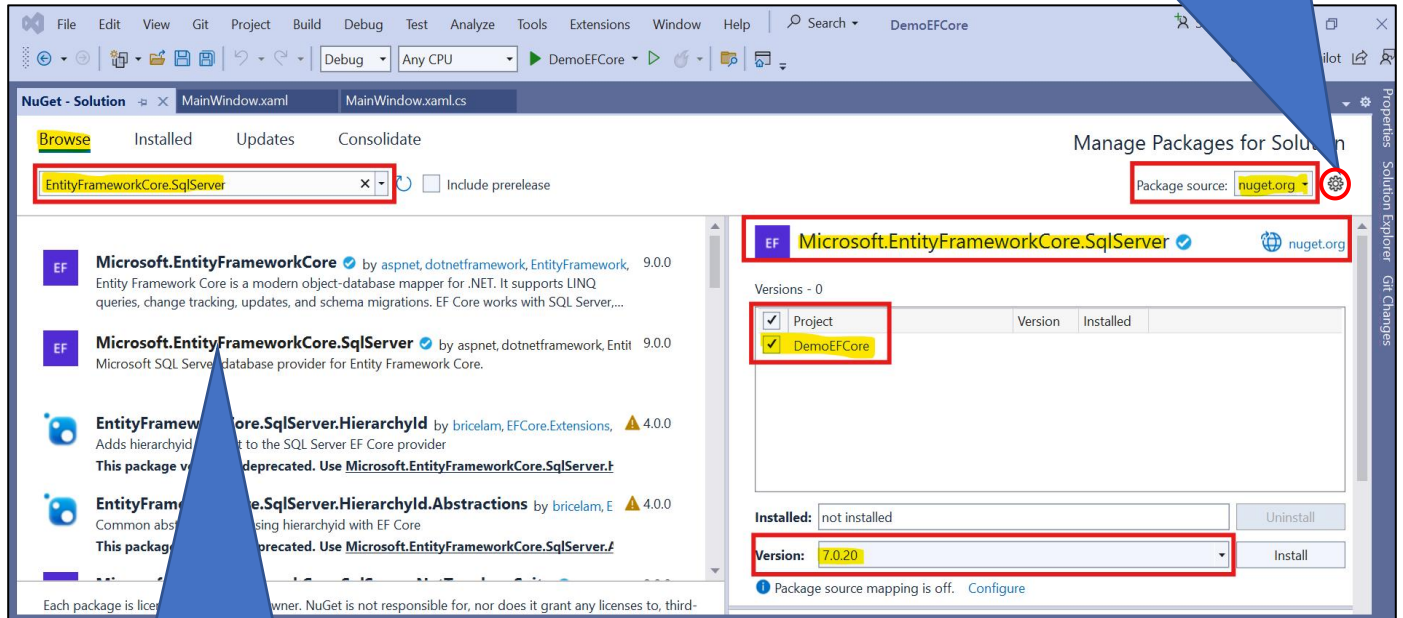 File Edit View Git Project Build Debug Test Analyze Tools Extensions Window Help Search DemoEFCore
Debug Any CPU DemoEFCore
NuGet - Solution MainWindow.xaml MainWindow.xaml.cs
Browse Installed Updates Consolidate
Manage Packages for Solution
EntityFrameworkCore.SqlServer Include prerelease
Package source: nuget.org
Microsoft.EntityFrameworkCore by aspnet, dotnetframework, EntityFramework, 9.0.0
Entity Framework Core is a modern object-database mapper for .NET. It supports LINQ
queries, change tracking, updates, and schema migrations. EF Core works with SQL Server,...
Microsoft.EntityFrameworkCore.SqlServer by aspnet, dotnetframework, Entit 9.0.0
Microsoft SQL Server database provider for Entity Framework Core.
ore.SqlServer.HierarchyId by bricelam, EFCore.Extensions, 4.0.0
Adds hierarchyid to the SQL Server EF Core provider
This package deprecated. Use Microsoft.EntityFrameworkCore.SqlServer.H
e.SqlServer.HierarchyId.Abstractions by bricelam, E 4.0.0
Common sing hierarchyid with EF Core
This package precated. Use Microsoft.EntityFrameworkCore.SqlServer.A
Each package is licen wner. NuGet is not responsible for, nor does it grant any licenses to, third-
EF
EF
EF Microsoft.EntityFrameworkCore.SqlServer nuget.org
Versions - 0
Project Version Installed
DemoEFCore
Installed: not installed Uninstall
Version: 7.0.20 Install
Package source mapping is off. Configure
Properties
Solution Explorer
Git Changes